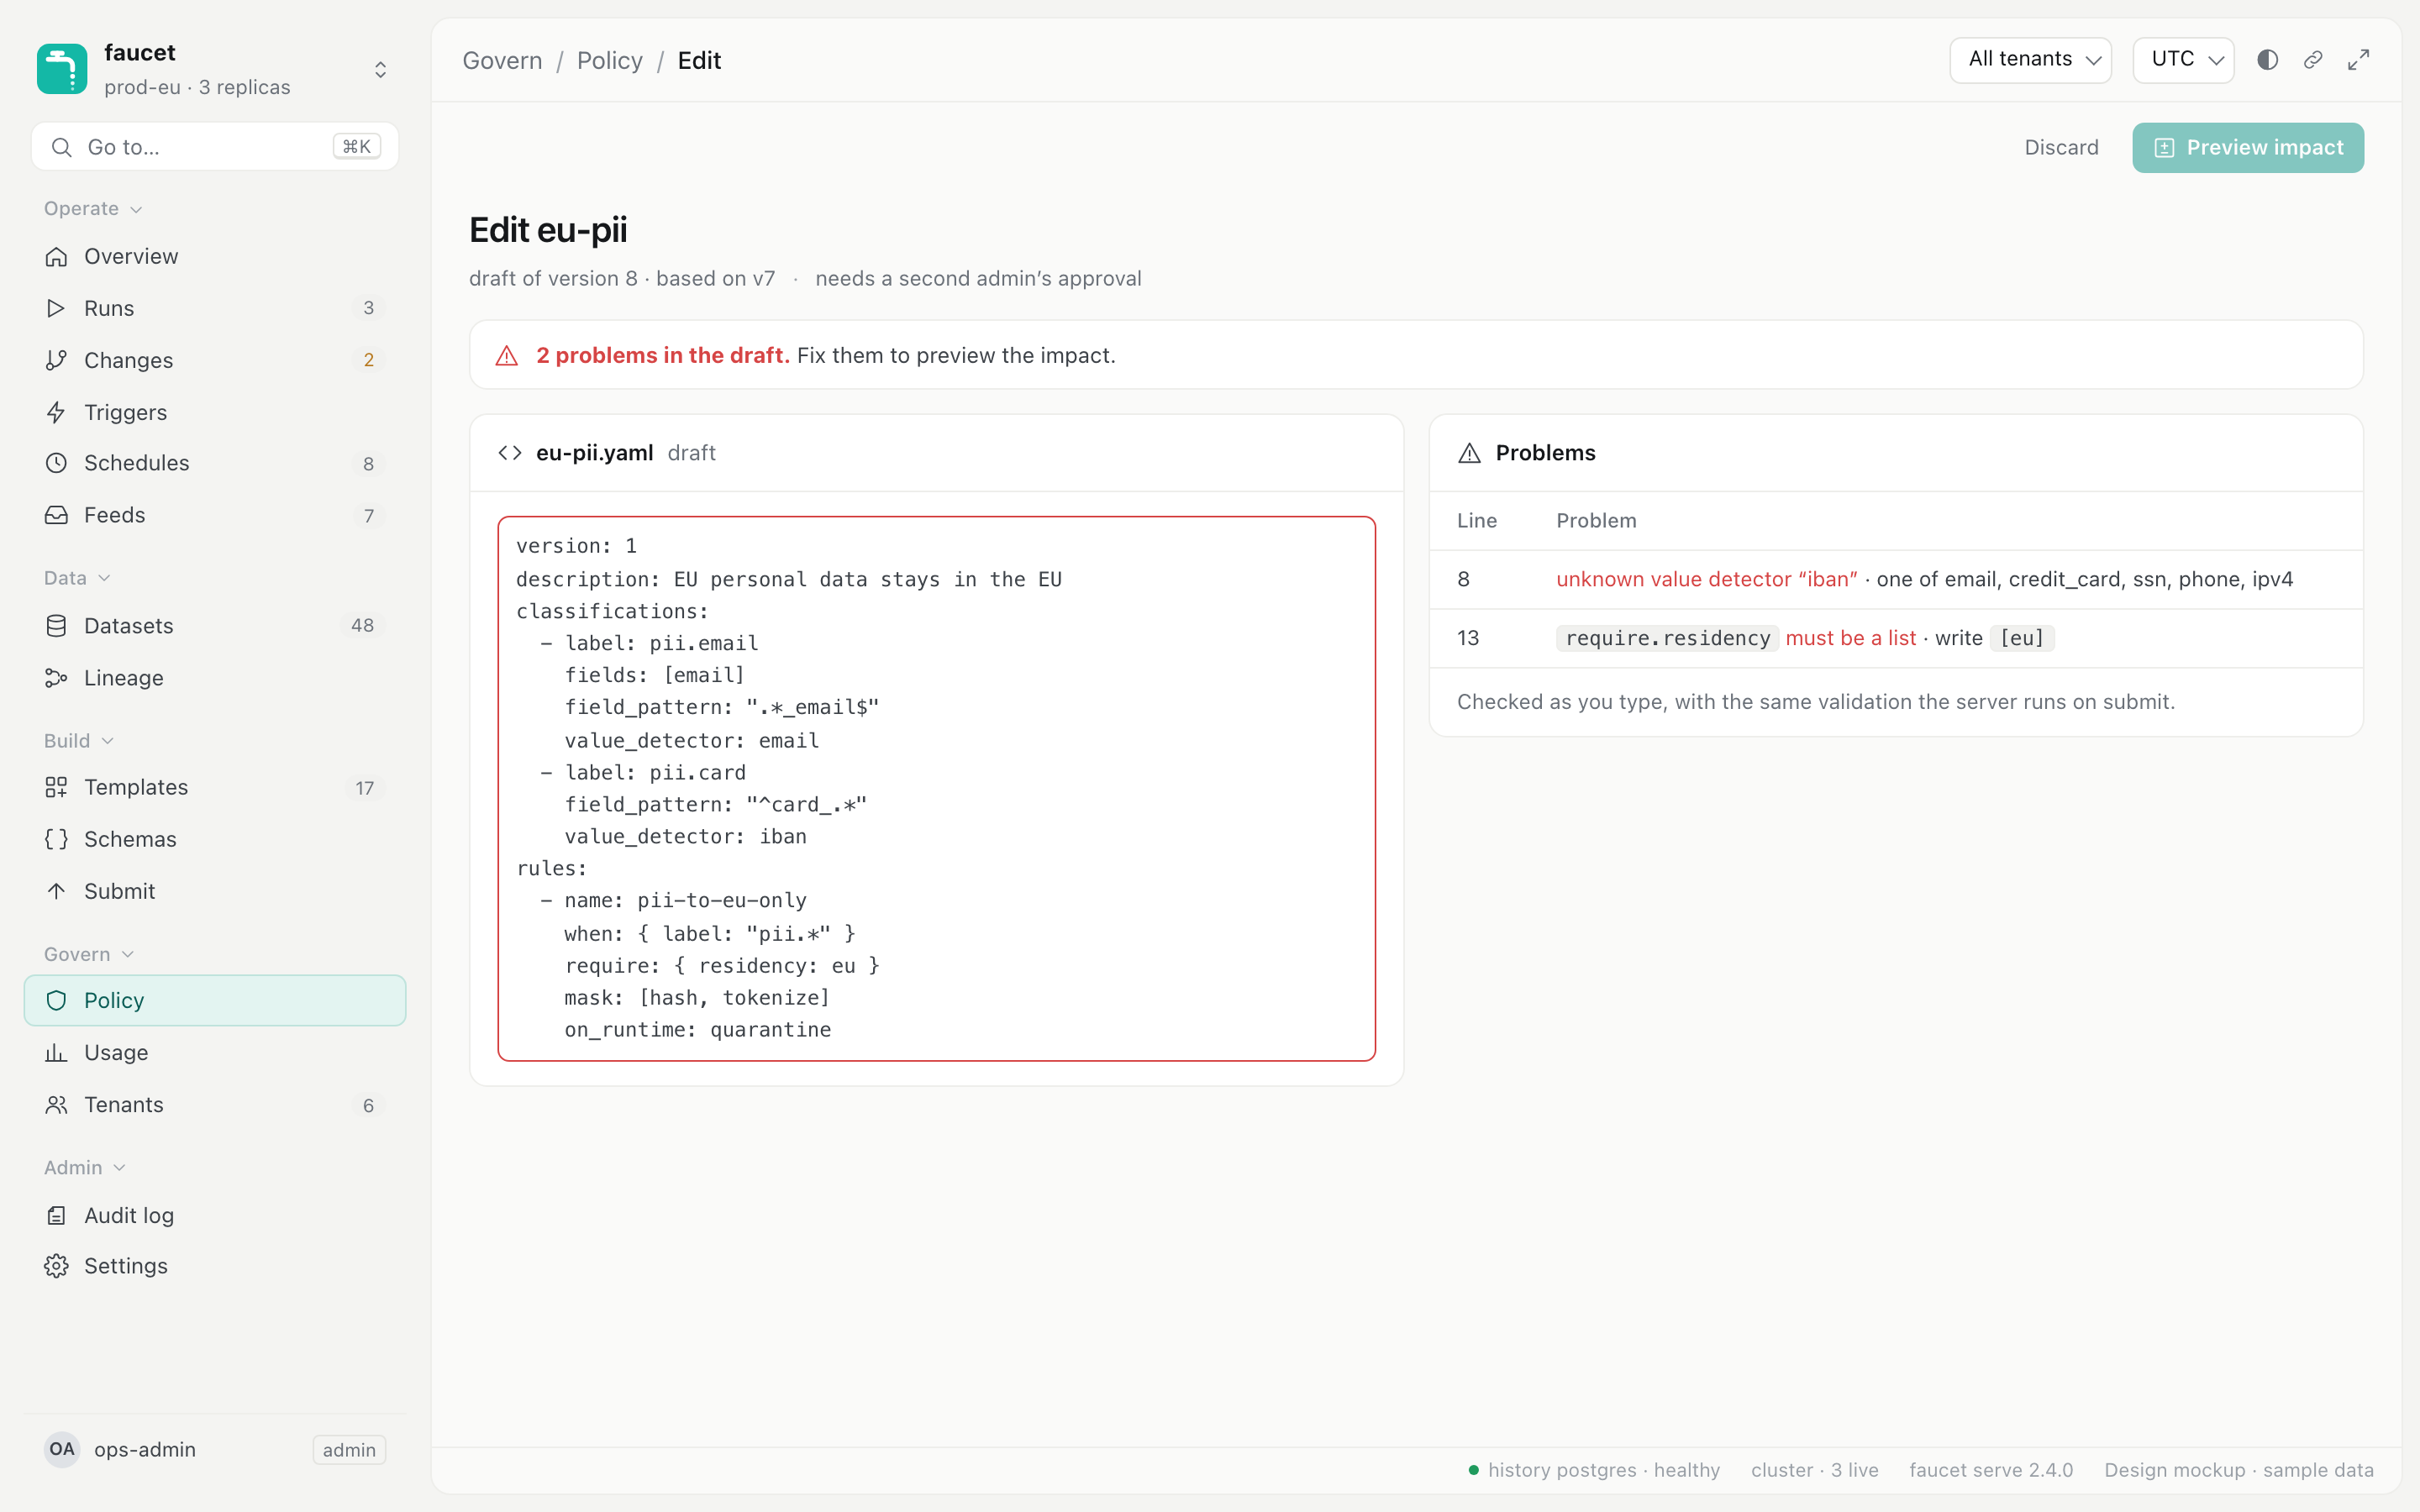 faucet
prod-eu · 3 replicas
Go to... ⌘K
Operate
Overview
Runs 3
Changes 2
Triggers
Schedules 8
Feeds 7
Data
Datasets 48
Lineage
Build
Templates 17
Schemas
Submit
Govern
Policy
Usage
Tenants 6
Admin
Audit log
Settings
OA ops-admin admin
Govern / Policy / Edit
All tenants UTC
Discard Preview impact
Edit eu-pii
draft of version 8 · based on v7 · needs a second admin’s approval
2 problems in the draft. Fix them to preview the impact.
eu-pii.yaml draft
version: 1
description: EU personal data stays in the EU
classifications:
  - label: pii.email
    fields: [email]
    field_pattern: ".*_email$"
    value_detector: email
  - label: pii.card
    field_pattern: "^card_.*"
    value_detector: iban
rules:
  - name: pii-to-eu-only
    when: { label: "pii.*" }
    require: { residency: eu }
    mask: [hash, tokenize]
    on_runtime: quarantine
Problems
Line Problem
8 unknown value detector “iban” · one of email, credit_card, ssn, phone, ipv4
13 require.residency must be a list · write [eu]
Checked as you type, with the same validation the server runs on submit.
history postgres · healthy cluster · 3 live faucet serve 2.4.0 Design mockup · sample data